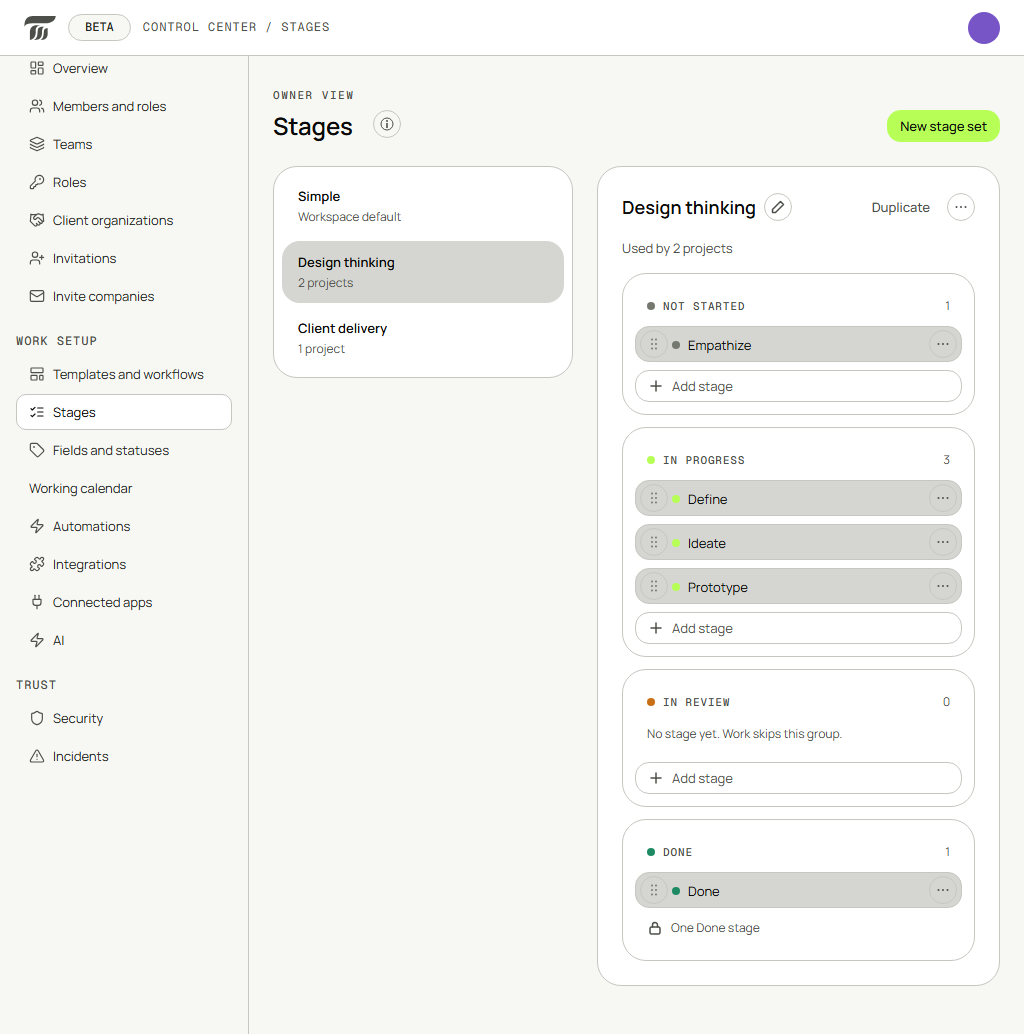 BETA
CONTROL CENTER / STAGES
Overview
Members and roles
Teams
Roles
Client organizations
Invitations
Invite companies
WORK SETUP
Templates and workflows
Stages
Fields and statuses
Working calendar
Automations
Integrations
Connected apps
AI
TRUST
Security
Incidents
OWNER VIEW
Stages
New stage set
Simple
Workspace default
Design thinking
2 projects
Client delivery
1 project
Design thinking
Duplicate
Used by 2 projects
NOT STARTED 1
Empathize
Add stage
IN PROGRESS 3
Define
Ideate
Prototype
Add stage
IN REVIEW 0
No stage yet. Work skips this group.
Add stage
DONE 1
Done
One Done stage